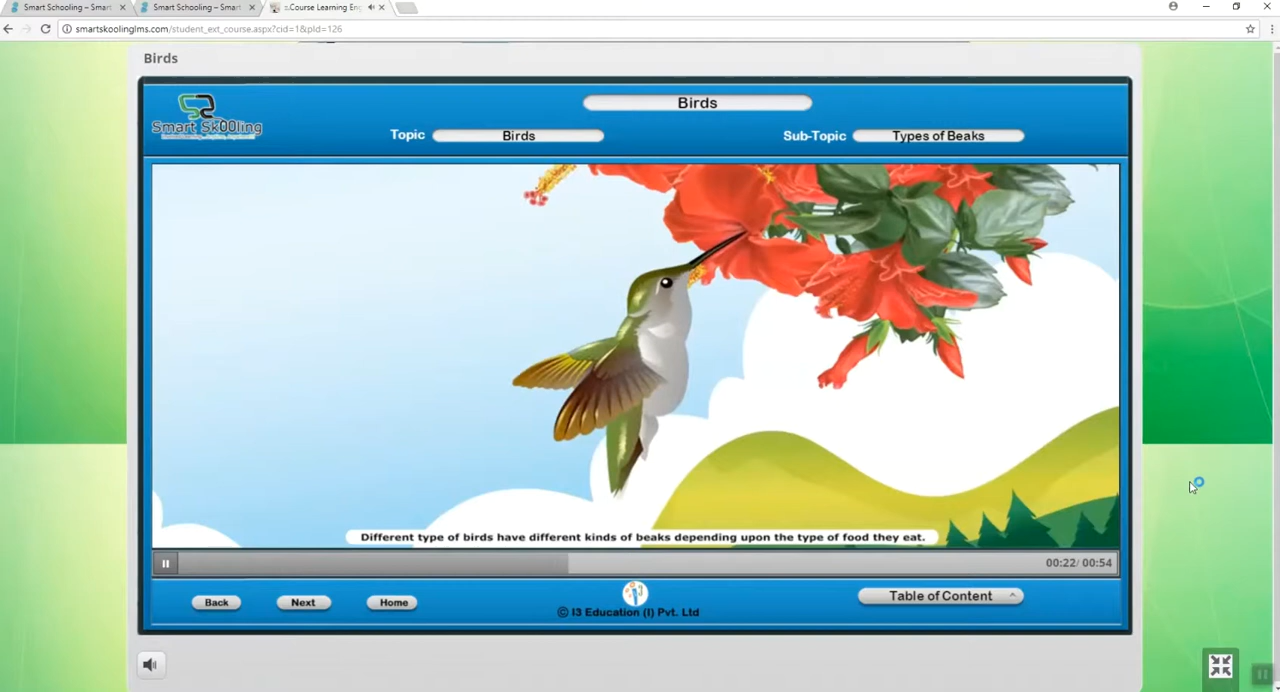 Smart Schooling – Smart
Smart Schooling – Smart
::.Course Learning Eng
smartskoolinglms.com/student_ext_course.aspx?cid=1&pId=126
Birds
Smart Sk00ling
Birds
Topic Birds Sub-Topic Types of Beaks
Different type of birds have different kinds of beaks depending upon the type of food they eat.
00:22/ 00:54
Back Next Home
Table of Content
© I3 Education (I) Pvt. Ltd